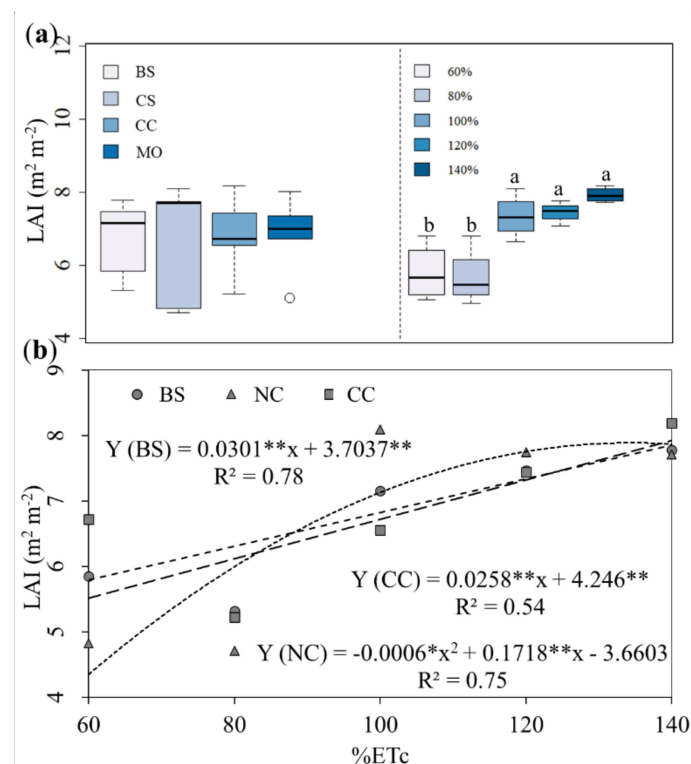 (a)
12
10
8
6
4
LAI (m² m⁻²)
BS
CS
CC
MO
60%
80%
100%
120%
140%
b b a a a
(b)
9
8
7
6
5
4
LAI (m² m⁻²)
BS NC CC
Y (BS) = 0.0301**x + 3.7037**
R² = 0.78
Y (CC) = 0.0258**x + 4.246**
R² = 0.54
Y (NC) = -0.0006*x² + 0.1718**x - 3.6603
R² = 0.75
60 80 100 120 140
%ETc